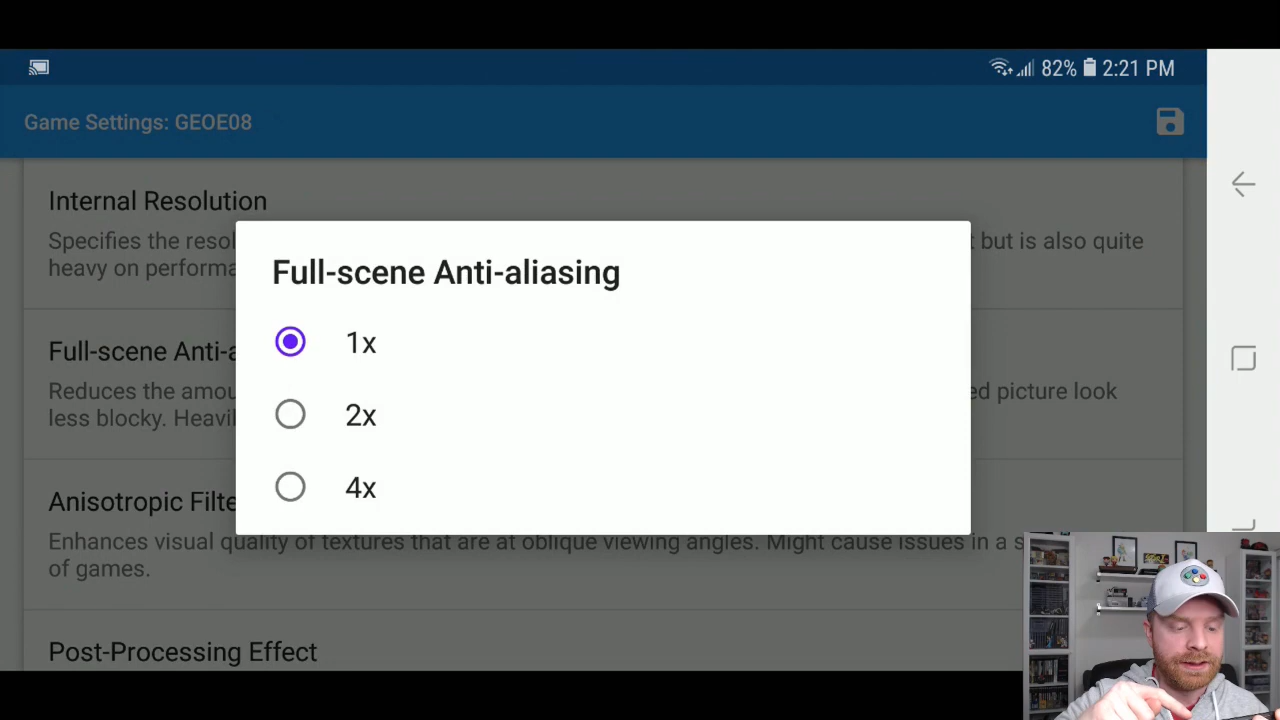 82% 2:21 PM
Game Settings: GEOE08
Internal Resolution
Specifies the resol but is also quite
heavy on performa
Full-scene Anti-aliasing
1x
2x
4x
Full-scene Anti-a
Reduces the amou ed picture look
less blocky. Heavil
Anisotropic Filte
Enhances visual quality of textures that are at oblique viewing angles. Might cause issues in a s
of games.
Post-Processing Effect